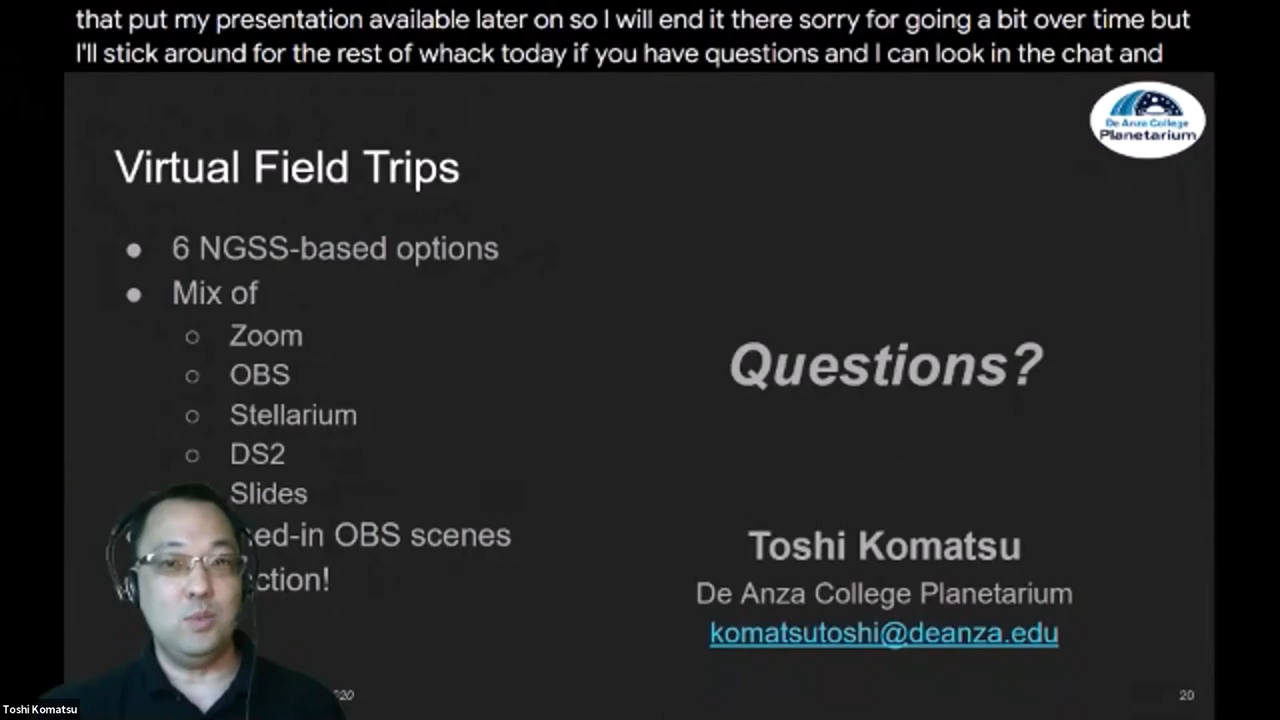 that put my presentation available later on so I will end it there sorry for going a bit over time but
I'll stick around for the rest of whack today if you have questions and I can look in the chat and
De Anza College
Planetarium
Virtual Field Trips
● 6 NGSS-based options
● Mix of
○ Zoom
○ OBS
○ Stellarium
○ DS2
Slides
ed-in OBS scenes
ction!
Questions?
Toshi Komatsu
De Anza College Planetarium
komatsutoshi@deanza.edu
20
Toshi Komatsu